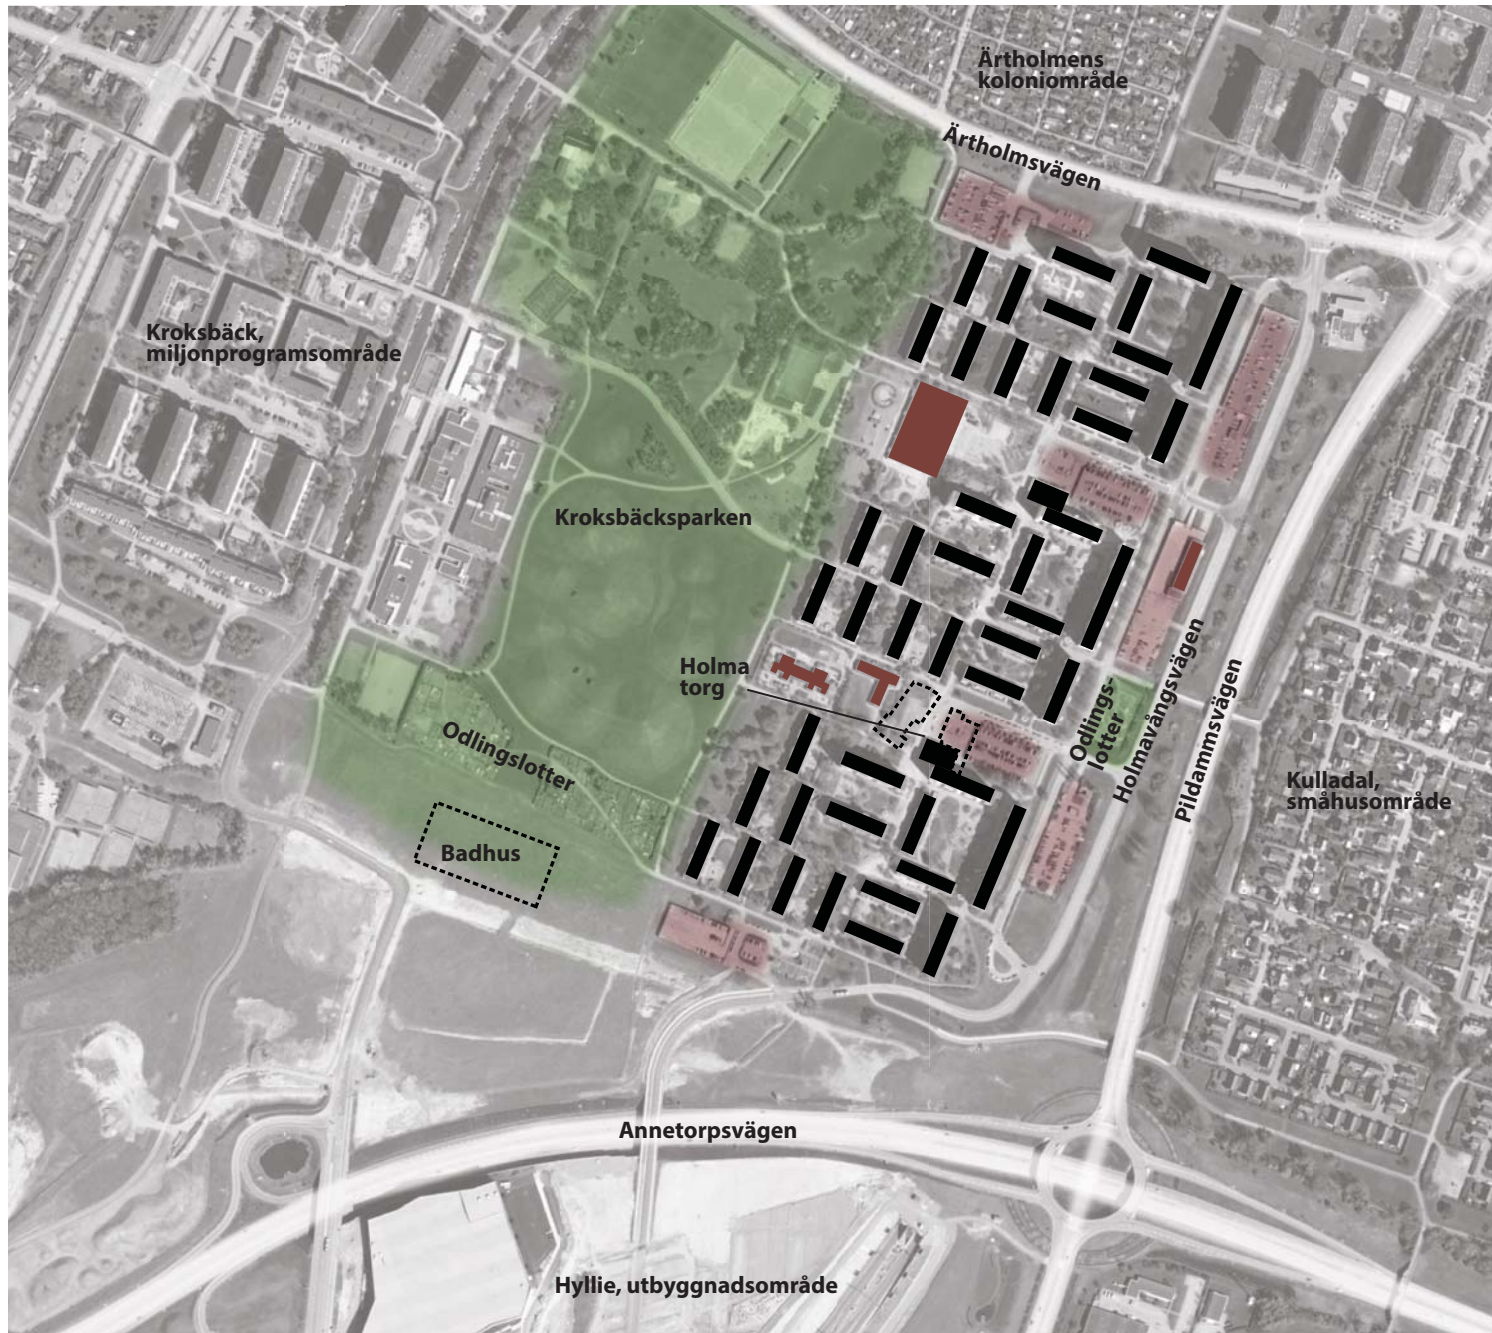 Ärtholmens
koloniområde
Ärtholmsvägen
Kroksbäck,
miljonprogramsområde
Kroksbäcksparken
Holma
torg
Odlingslotter
Odlings-
lotter
Holmavångsvägen
Pildammsvägen
Kulladal,
småhusområde
Badhus
Annetorpsvägen
Hyllie, utbyggnadsområde